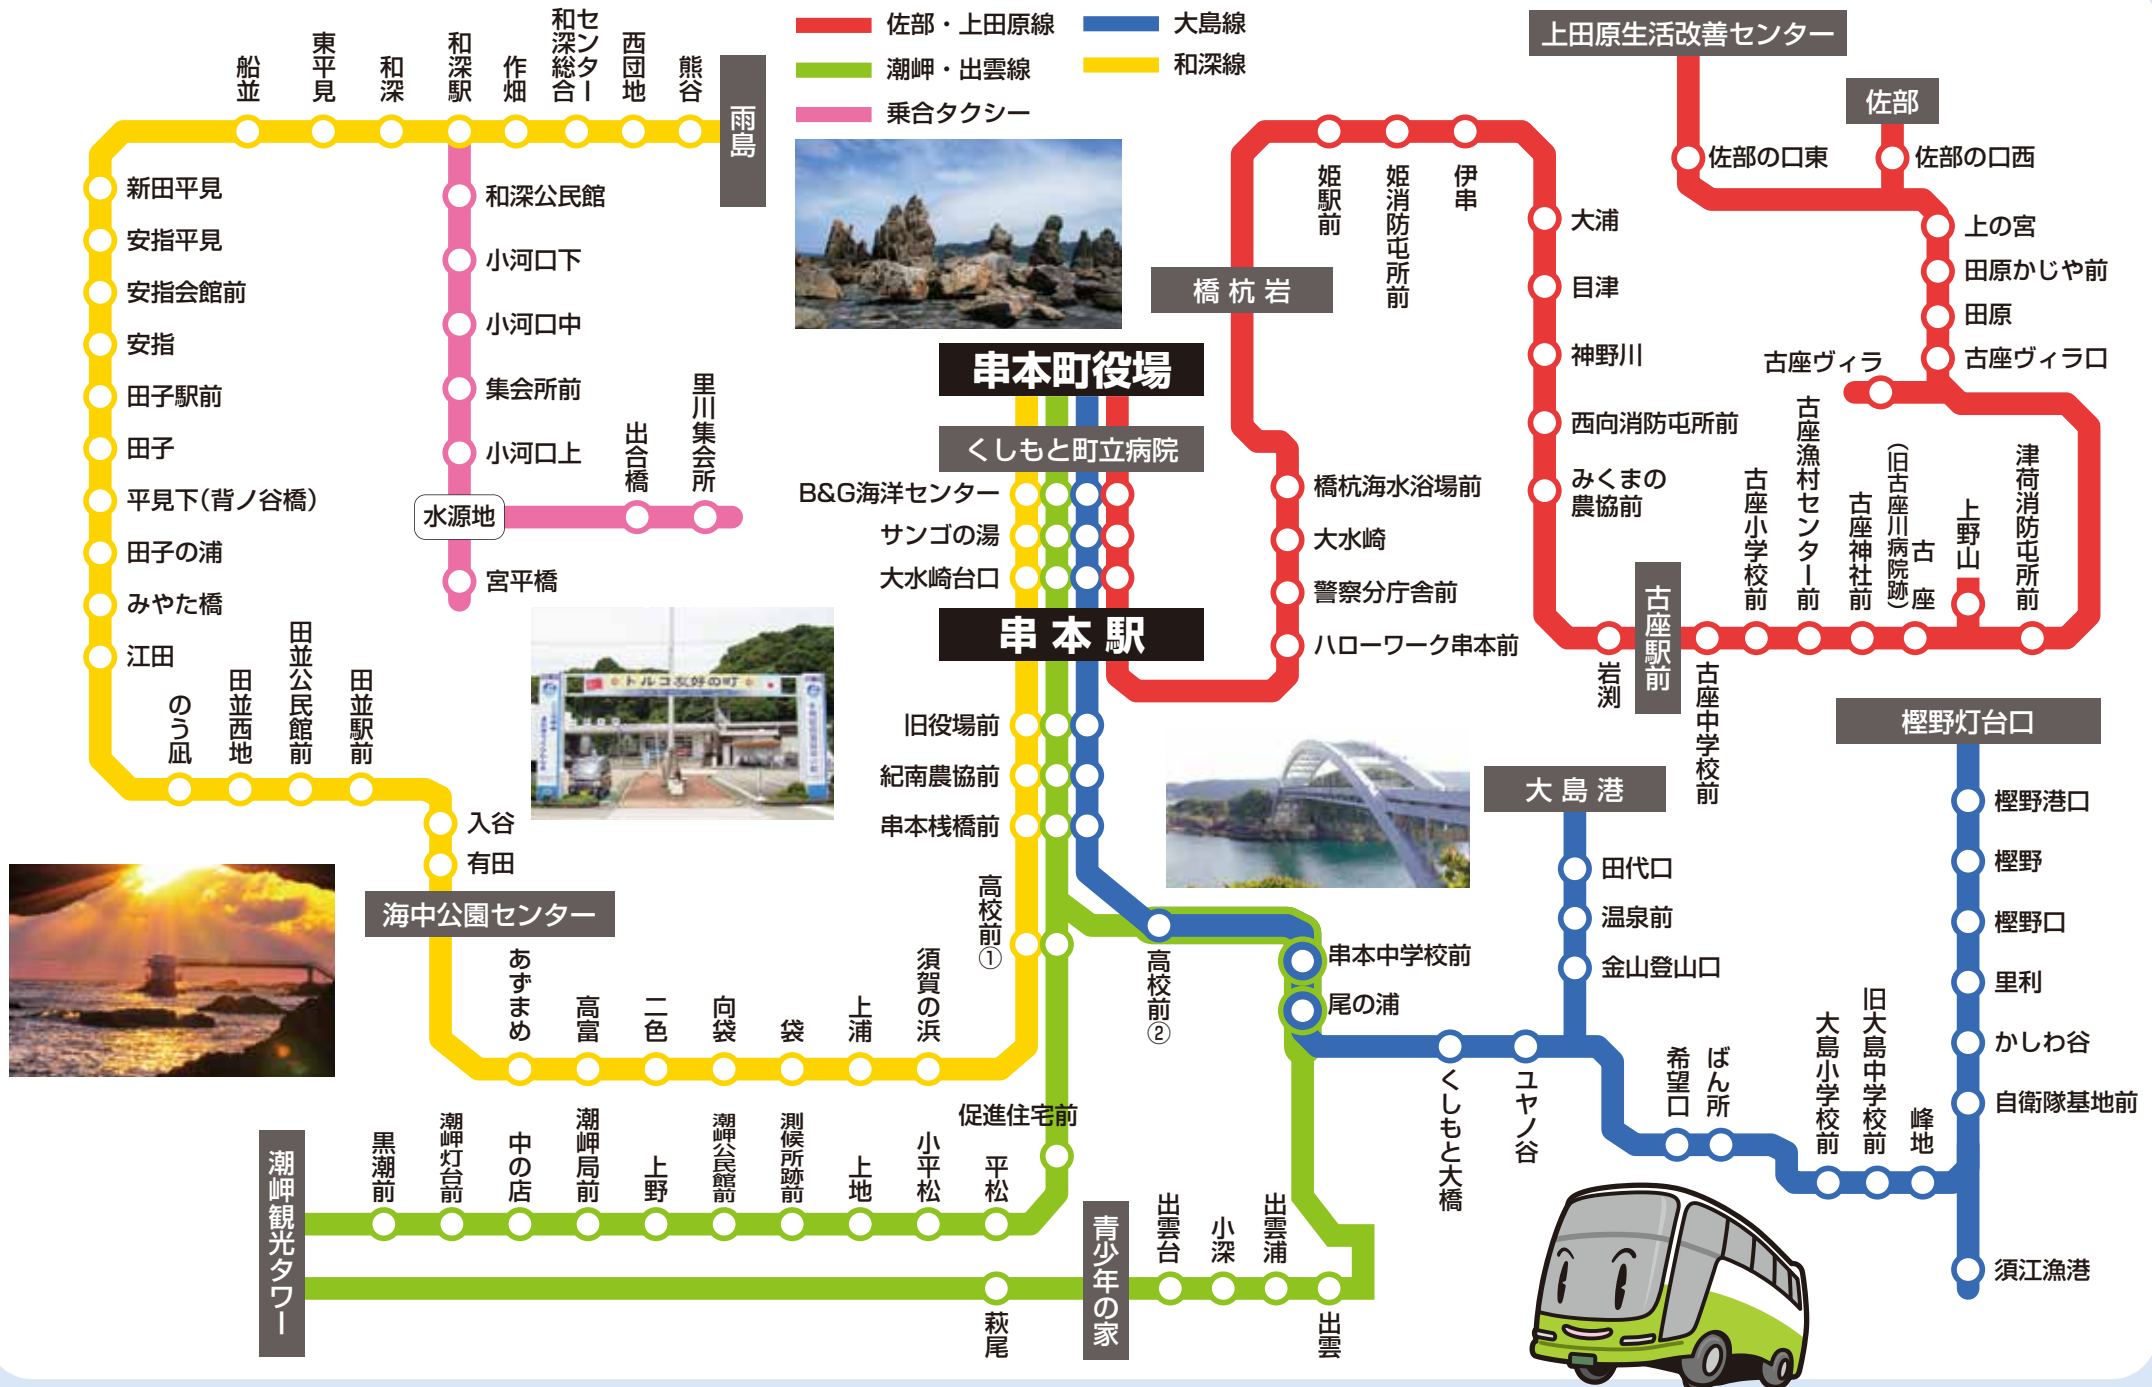 佐部・上田原線
大島線
潮岬・出雲線
和深線
乗合タクシー
船並
東平見
和深
和深駅
作畑
和深総合センター
西団地
熊谷
雨島
新田平見
安指平見
安指会館前
安指
田子駅前
田子
平見下(背ノ谷橋)
田子の浦
みやた橋
江田
のう凪
田並西地
田並公民館前
田並駅前
入谷
有田
海中公園センター
あずまめ
高富
二色
向袋
袋
上浦
須賀の浜
高校前①
和深公民館
小河口下
小河口中
集会所前
小河口上
水源地
出合橋
里川集会所
宮平橋
トルコ友好の町
串本町役場
くしもと町立病院
B&G海洋センター
サンゴの湯
大水崎台口
串本駅
旧役場前
紀南農協前
串本桟橋前
高校前②
串本中学校前
尾の浦
くしもと大橋
ユヤノ谷
大島港
田代口
温泉前
金山登山口
希望口
ばん所
大島小学校前
旧大島中学校前
峰地
樫野灯台口
樫野港口
樫野
樫野口
里利
かしわ谷
自衛隊基地前
須江漁港
促進住宅前
平松
小平松
上地
測候所跡前
潮岬公民館前
上野
潮岬局前
中の店
潮岬灯台前
黒潮前
潮岬観光タワー
萩尾
青少年の家
出雲台
小深
出雲浦
出雲
橋杭岩
橋杭海水浴場前
大水崎
警察分庁舎前
ハローワーク串本前
姫駅前
姫消防屯所前
伊串
大浦
目津
神野川
西向消防屯所前
みくまの
農協前
岩渕
古座駅前
古座中学校前
古座小学校前
古座漁村センター前
古座神社前
古座
(旧古座川病院跡)
上野山
津荷消防屯所前
古座ヴィラ
古座ヴィラ口
田原
田原かじや前
上の宮
佐部の口西
佐部
佐部の口東
上田原生活改善センター